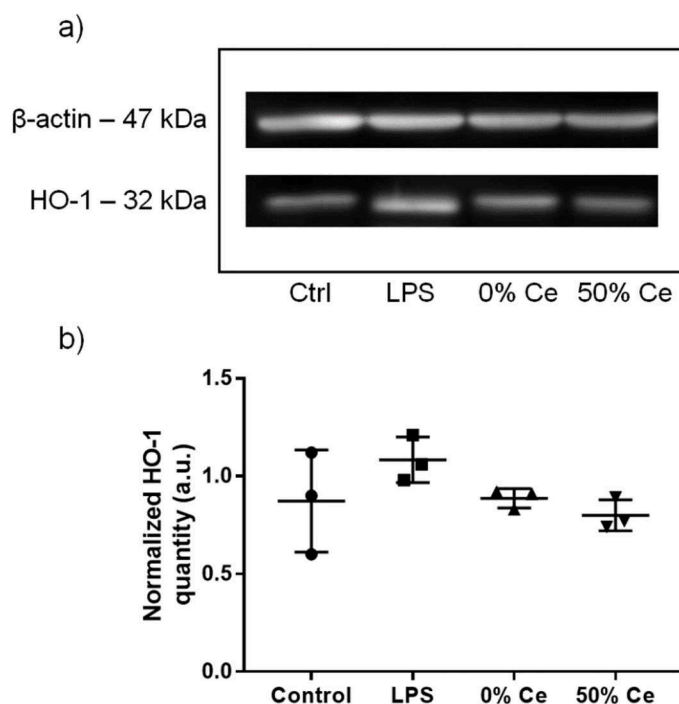 a)
β-actin – 47 kDa
HO-1 – 32 kDa
Ctrl LPS 0% Ce 50% Ce
b)
Normalized HO-1
quantity (a.u.)
1.5
1.0
0.5
0.0
Control LPS 0% Ce 50% Ce